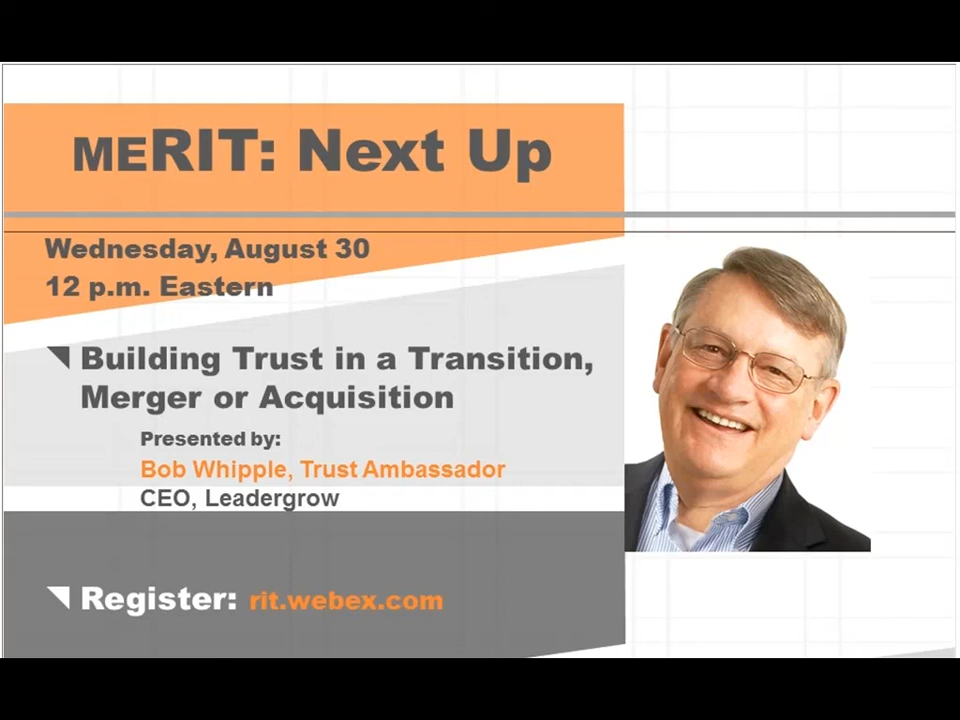 MERIT: Next Up
Wednesday, August 30
12 p.m. Eastern
Building Trust in a Transition,
Merger or Acquisition
Presented by:
Bob Whipple, Trust Ambassador
CEO, Leadergrow
Register: rit.webex.com